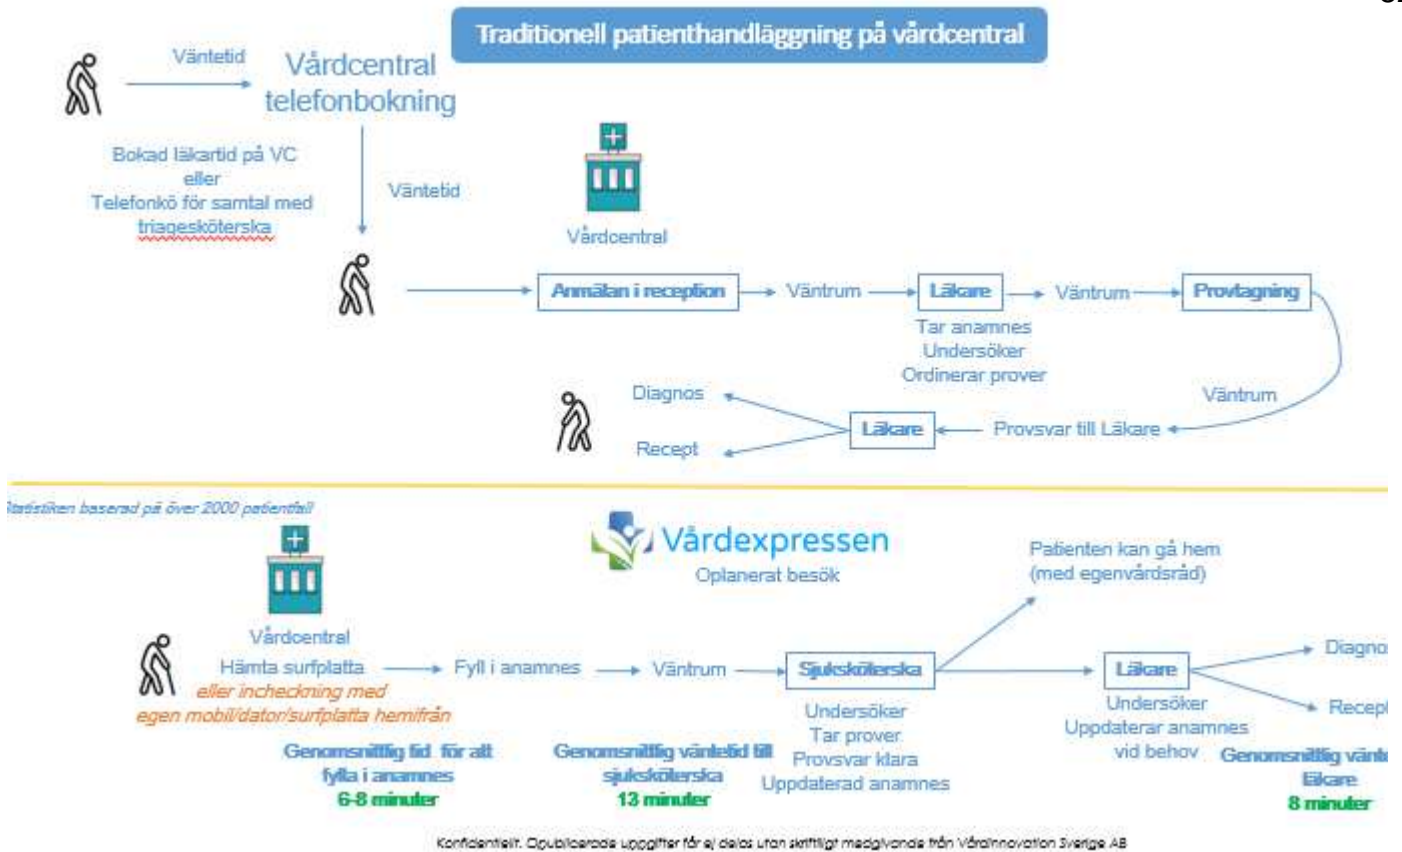 Traditionell patienthandläggning på vårdcentral
Väntetid
Vårdcentral
telefonbokning
Bokad läkartid på VC
eller
Telefonkö för samtal med
triagesköterska
Väntetid
Vårdcentral
Anmälan i reception
Väntrum
Läkare
Väntrum
Provtagning
Tar anamnes
Undersöker
Ordinerar prover
Väntrum
Provsvar till Läkare
Läkare
Diagnos
Recept
Statistiken baserad på över 2000 patientfall
Vårdexpressen
Oplanerat besök
Vårdcentral
Hämta surfplatta
eller incheckning med
egen mobil/dator/surfplatta hemifrån
Fyll i anamnes
Väntrum
Sjuksköterska
Undersöker
Tar prover
Provsvar klara
Uppdaterad anamnes
Patienten kan gå hem
(med egenvårdsråd)
Läkare
Undersöker
Uppdaterar anamnes
vid behov
Diagnos
Recept
Genomsnittlig tid för att
fylla i anamnes
6-8 minuter
Genomsnittlig väntetid till
sjuksköterska
13 minuter
Genomsnittlig vänte
läkare
8 minuter
Konfidentiellt. Opublicerade uppgifter får ej delas utan skriftligt medgivande från Vårdinnovation Sverige AB